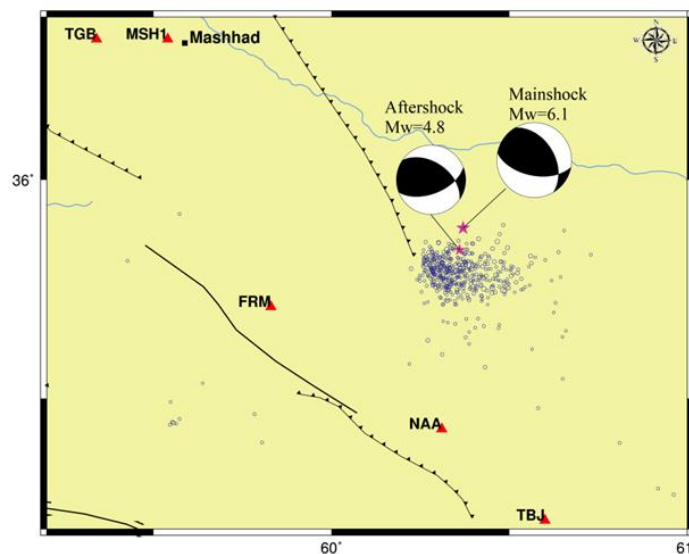 TGB MSH1 Mashhad
N
W E
S
Mainshock
Mw=6.1
Aftershock
Mw=4.8
36°
FRM
NAA
TBJ
60° 61